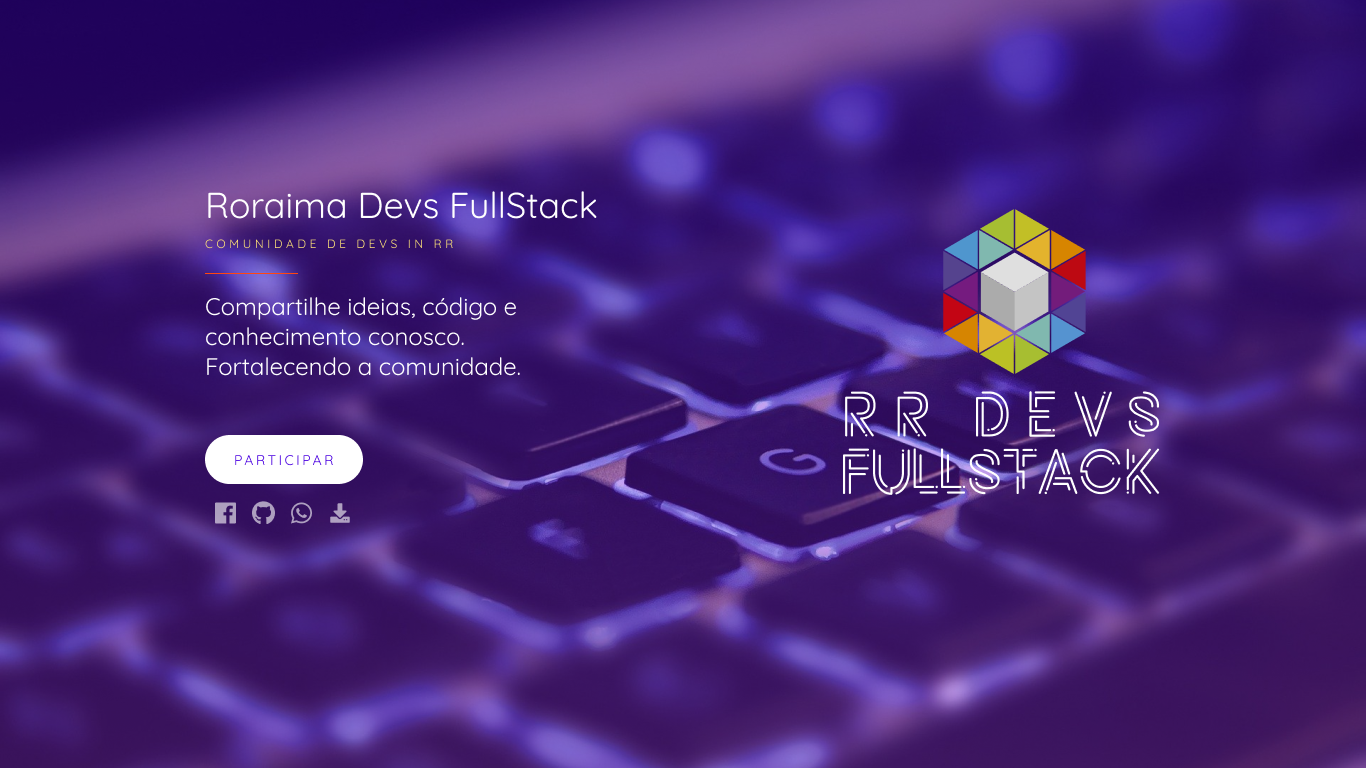 Roraima Devs FullStack
COMUNIDADE DE DEVS IN RR
Compartilhe ideias, código e
conhecimento conosco.
Fortalecendo a comunidade.
PARTICIPAR
RR DEVS
FULLSTACK
G